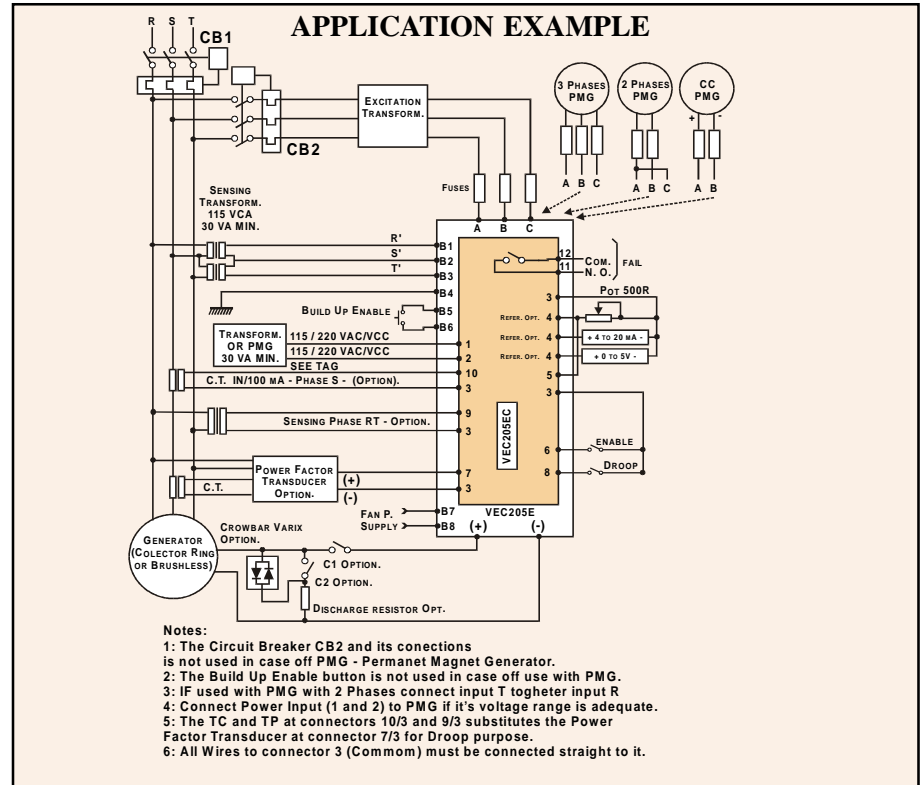 APPLICATION EXAMPLE
R S T
CB1
CB2
EXCITATION
TRANSFORM.
3 PHASES
PMG
2 PHASES
PMG
CC
PMG
+ -
A B C
A B C
A B
FUSES
A B C
SENSING
TRANSFORM.
115 VCA
30 VA MIN.
R'
S'
T'
B1
B2
B3
B4
B5
B6
BUILD UP ENABLE
TRANSFORM.
OR PMG
30 VA MIN.
115 / 220 VAC/VCC
115 / 220 VAC/VCC
SEE TAG
C.T. IN/100 MA - PHASE S - (OPTION).
1
2
10
3
SENSING PHASE RT - OPTION.
9
3
POWER FACTOR
TRANSDUCER
OPTION.
C.T.
(+)
(-)
7
3
FAN P.
SUPPLY
B7
B8
VEC205EC
VEC205E
(+) (-)
12
11
COM.
N. O.
FAIL
POT 500R
3
REFER. OPT. 4
REFER. OPT. 4
+ 4 TO 20 MA -
REFER. OPT. 4
+ 0 TO 5V -
5
3
6
ENABLE
8
DROOP
GENERATOR
(COLECTOR RING
OR BRUSHLESS)
CROWBAR VARIX
OPTION.
C1 OPTION.
C2 OPTION.
DISCHARGE RESISTOR OPT.
Notes:
1: The Circuit Breaker CB2 and its conections
is not used in case off PMG - Permanet Magnet Generator.
2: The Build Up Enable button is not used in case off use with PMG.
3: IF used with PMG with 2 Phases connect input T togheter input R
4: Connect Power Input (1 and 2) to PMG if it's voltage range is adequate.
5: The TC and TP at connectors 10/3 and 9/3 substitutes the Power
Factor Transducer at connector 7/3 for Droop purpose.
6: All Wires to connector 3 (Commom) must be connected straight to it.